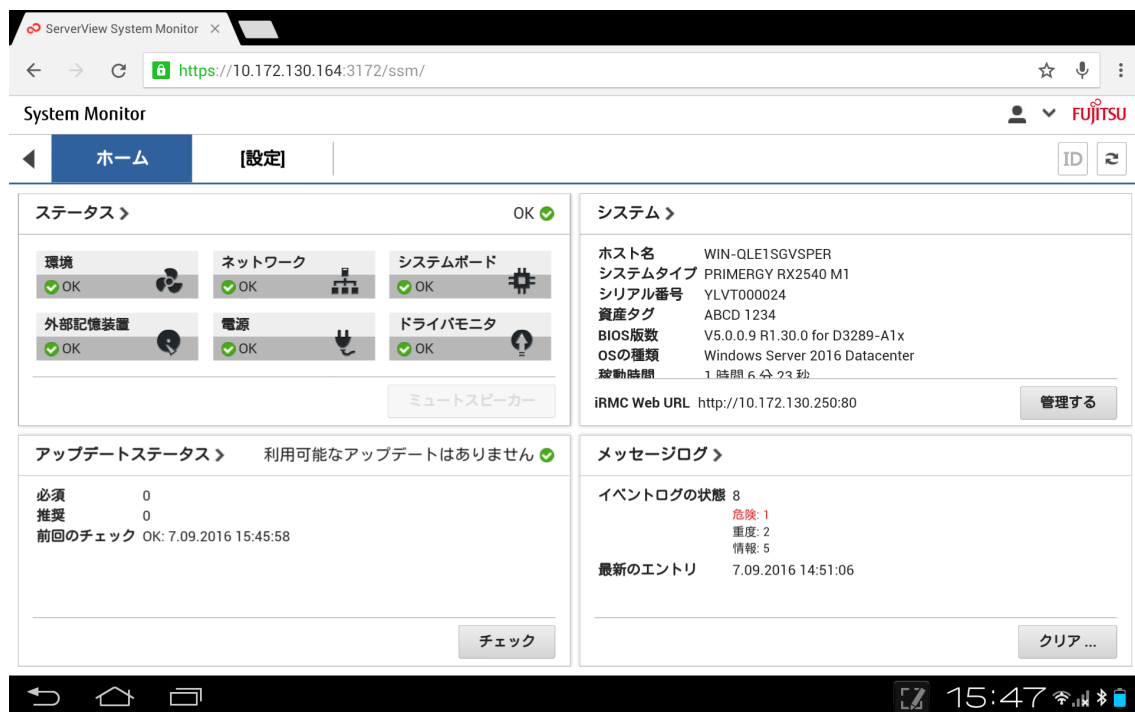 ServerView System Monitor
https://10.172.130.164:3172/ssm/
System Monitor
FUJITSU
ホーム
[設定]
ID
ステータス
OK
環境
OK
ネットワーク
OK
システムボード
OK
外部記憶装置
OK
電源
OK
ドライバモニタ
OK
ミュートスピーカー
システム
ホスト名 WIN-QLE1SGVSPER
システムタイプ PRIMERGY RX2540 M1
シリアル番号 YLVT000024
資産タグ ABCD 1234
BIOS版数 V5.0.0.9 R1.30.0 for D3289-A1x
OSの種類 Windows Server 2016 Datacenter
稼動時間 1 時間 6 分 23 秒
iRMC Web URL http://10.172.130.250:80
管理する
アップデートステータス
利用可能なアップデートはありません
必須 0
推奨 0
前回のチェック OK: 7.09.2016 15:45:58
チェック
メッセージログ
イベントログの状態 8
危険: 1
重度: 2
情報: 5
最新のエントリ 7.09.2016 14:51:06
クリア ...
15:47